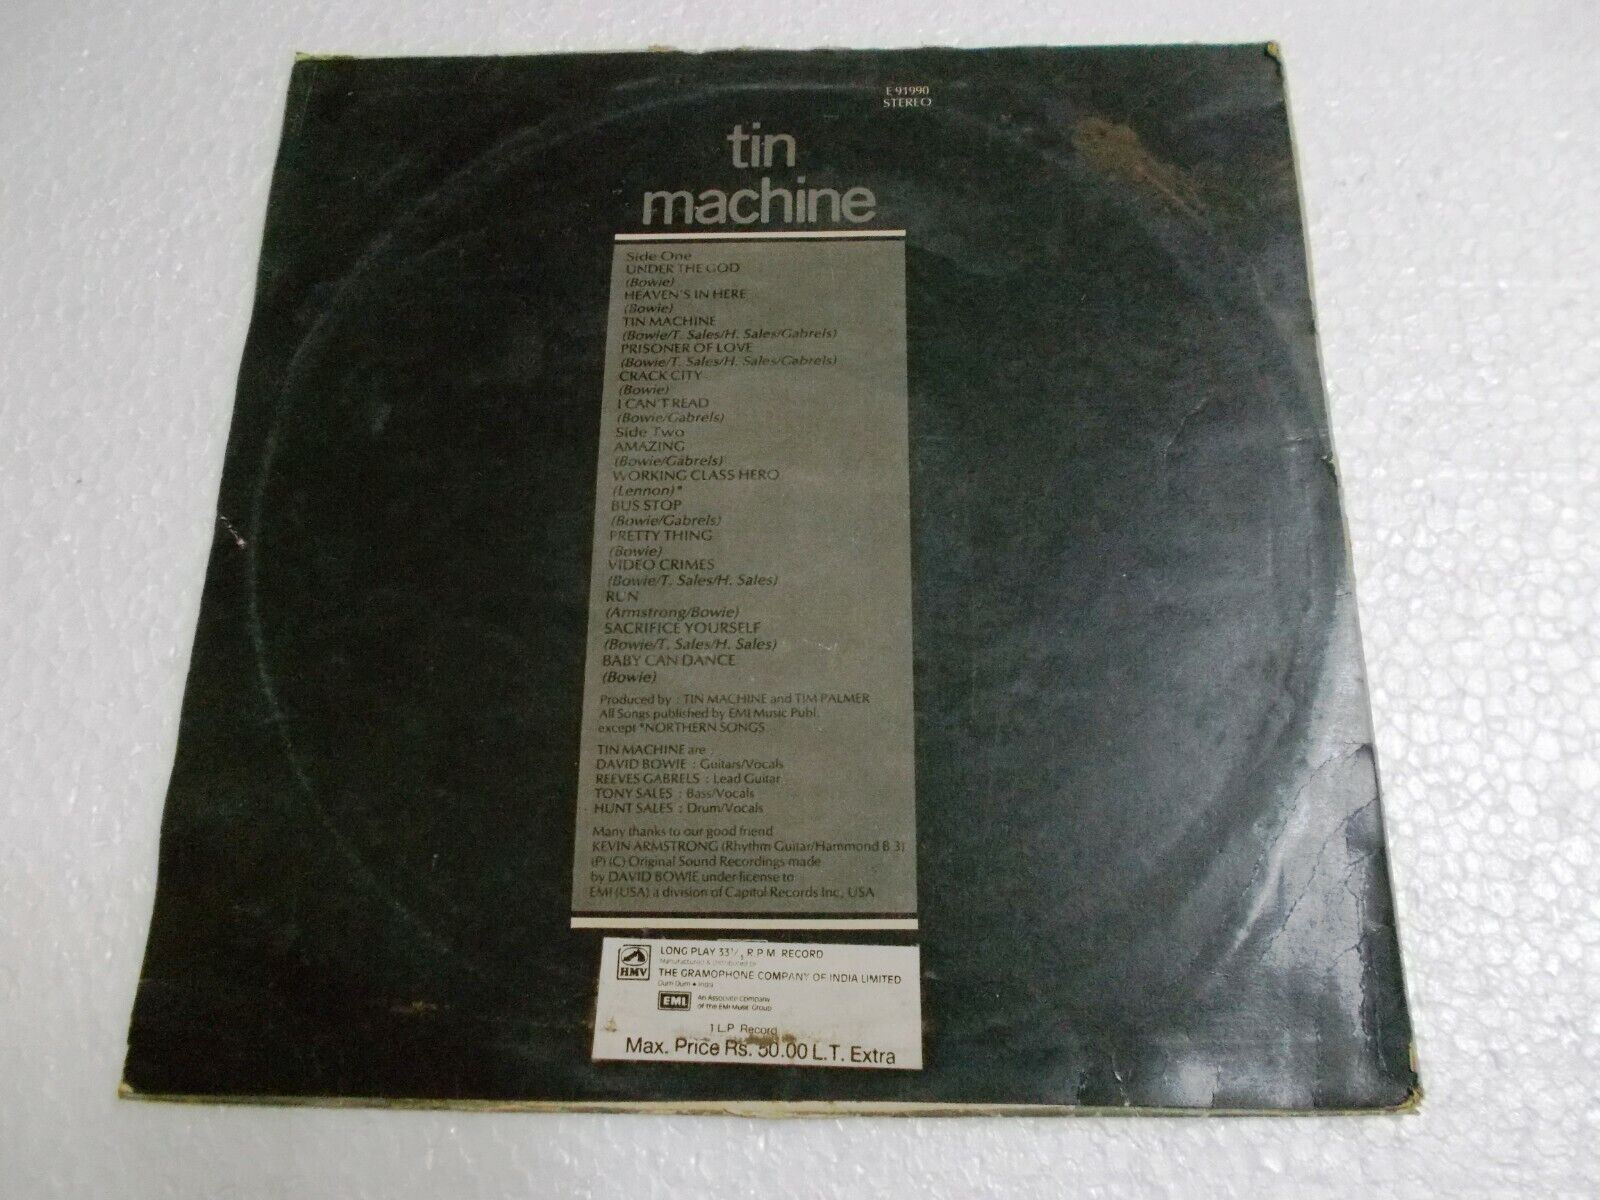 E 91990
STEREO
tin
machine
Side One
UNDER THE GOD
(Bowie)
HEAVEN'S IN HERE
(Bowie)
TIN MACHINE
(Bowie/T. Sales/H. Sales/Gabrels)
PRISONER OF LOVE
(Bowie/T. Sales/H. Sales/Gabrels)
CRACK CITY
(Bowie)
I CAN'T READ
(Bowie/Gabrels)
Side Two
AMAZING
(Bowie/Gabrels)
WORKING CLASS HERO
(Lennon)*
BUS STOP
(Bowie/Gabrels)
PRETTY THING
(Bowie)
VIDEO CRIMES
(Bowie/T. Sales/H. Sales)
RUN
(Armstrong/Bowie)
SACRIFICE YOURSELF
(Bowie/T. Sales/H. Sales)
BABY CAN DANCE
(Bowie)
Produced by : TIN MACHINE and TIM PALMER
All Songs published by EMI Music Publ.
except *NORTHERN SONGS
TIN MACHINE are :
DAVID BOWIE : Guitars/Vocals
REEVES GABRELS : Lead Guitar
TONY SALES : Bass/Vocals
HUNT SALES : Drum/Vocals
Many thanks to our good friend
KEVIN ARMSTRONG (Rhythm Guitar/Hammond B 3)
(P) (C) Original Sound Recordings made
by DAVID BOWIE under license to
EMI (USA) a division of Capitol Records Inc, USA
HMV
LONG PLAY 33⅓ R.P.M. RECORD
Manufactured & distributed by
THE GRAMOPHONE COMPANY OF INDIA LIMITED
Dum Dum • India
EMI
An Associate Company
of the EMI Music Group
1 L.P. Record
Max. Price Rs. 50.00 L.T. Extra